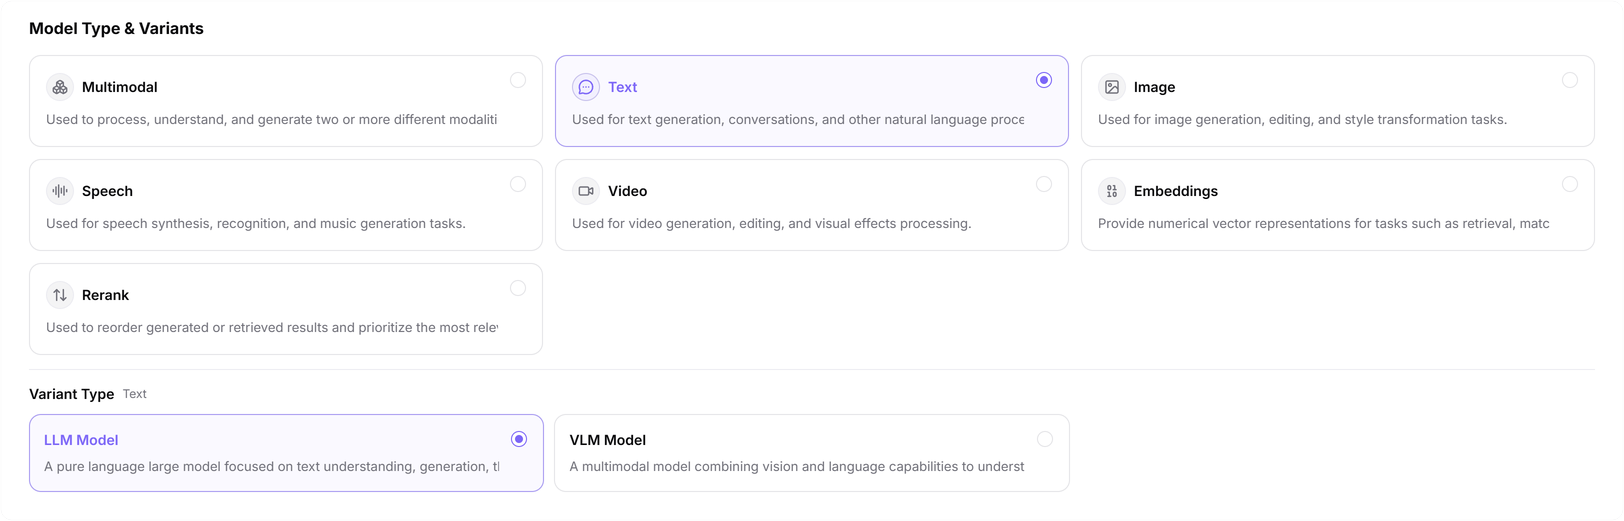 Model Type & Variants
Multimodal
Used to process, understand, and generate two or more different modaliti
Text
Used for text generation, conversations, and other natural language proce
Image
Used for image generation, editing, and style transformation tasks.
Speech
Used for speech synthesis, recognition, and music generation tasks.
Video
Used for video generation, editing, and visual effects processing.
Embeddings
Provide numerical vector representations for tasks such as retrieval, matc
Rerank
Used to reorder generated or retrieved results and prioritize the most
Variant Type Text
LLM Model
A pure language large model focused on text understanding, generation,
VLM Model
A multimodal model combining vision and language capabilities to underst